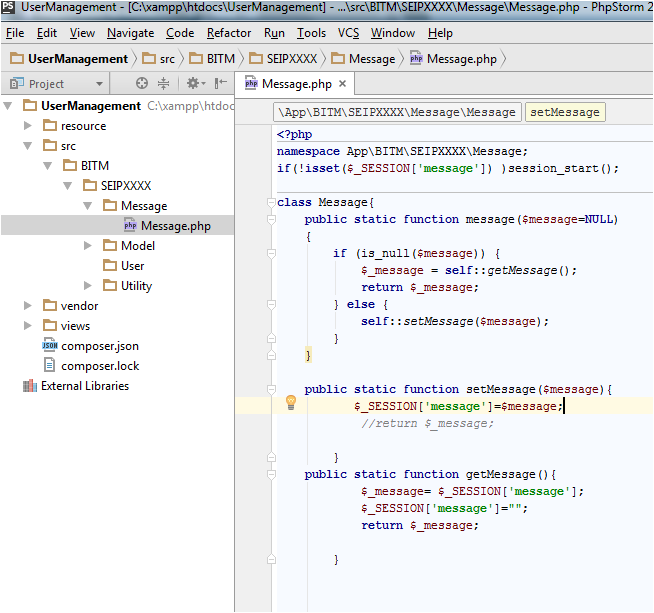 UserManagement - [C:\xampp\htdocs\UserManagement] - ...\src\BITM\SEIPXXXX\Message\Message.php - PhpStorm 2
File Edit View Navigate Code Refactor Run Tools VCS Window Help
UserManagement src BITM SEIPXXXX Message Message.php
Project
Message.php
UserManagement C:\xampp\htdoc
resource
src
BITM
SEIPXXXX
Message
Message.php
Model
User
Utility
vendor
views
composer.json
composer.lock
External Libraries
\App\BITM\SEIPXXXX\Message\Message setMessage
<?php
namespace App\BITM\SEIPXXXX\Message;
if(!isset($_SESSION['message']) )session_start();
class Message{
public static function message($message=NULL)
{
if (is_null($message)) {
$_message = self::getMessage();
return $_message;
} else {
self::setMessage($message);
}
}
public static function setMessage($message){
$_SESSION['message']=$message;
//return $_message;
}
public static function getMessage(){
$_message= $_SESSION['message'];
$_SESSION['message']="";
return $_message;
}